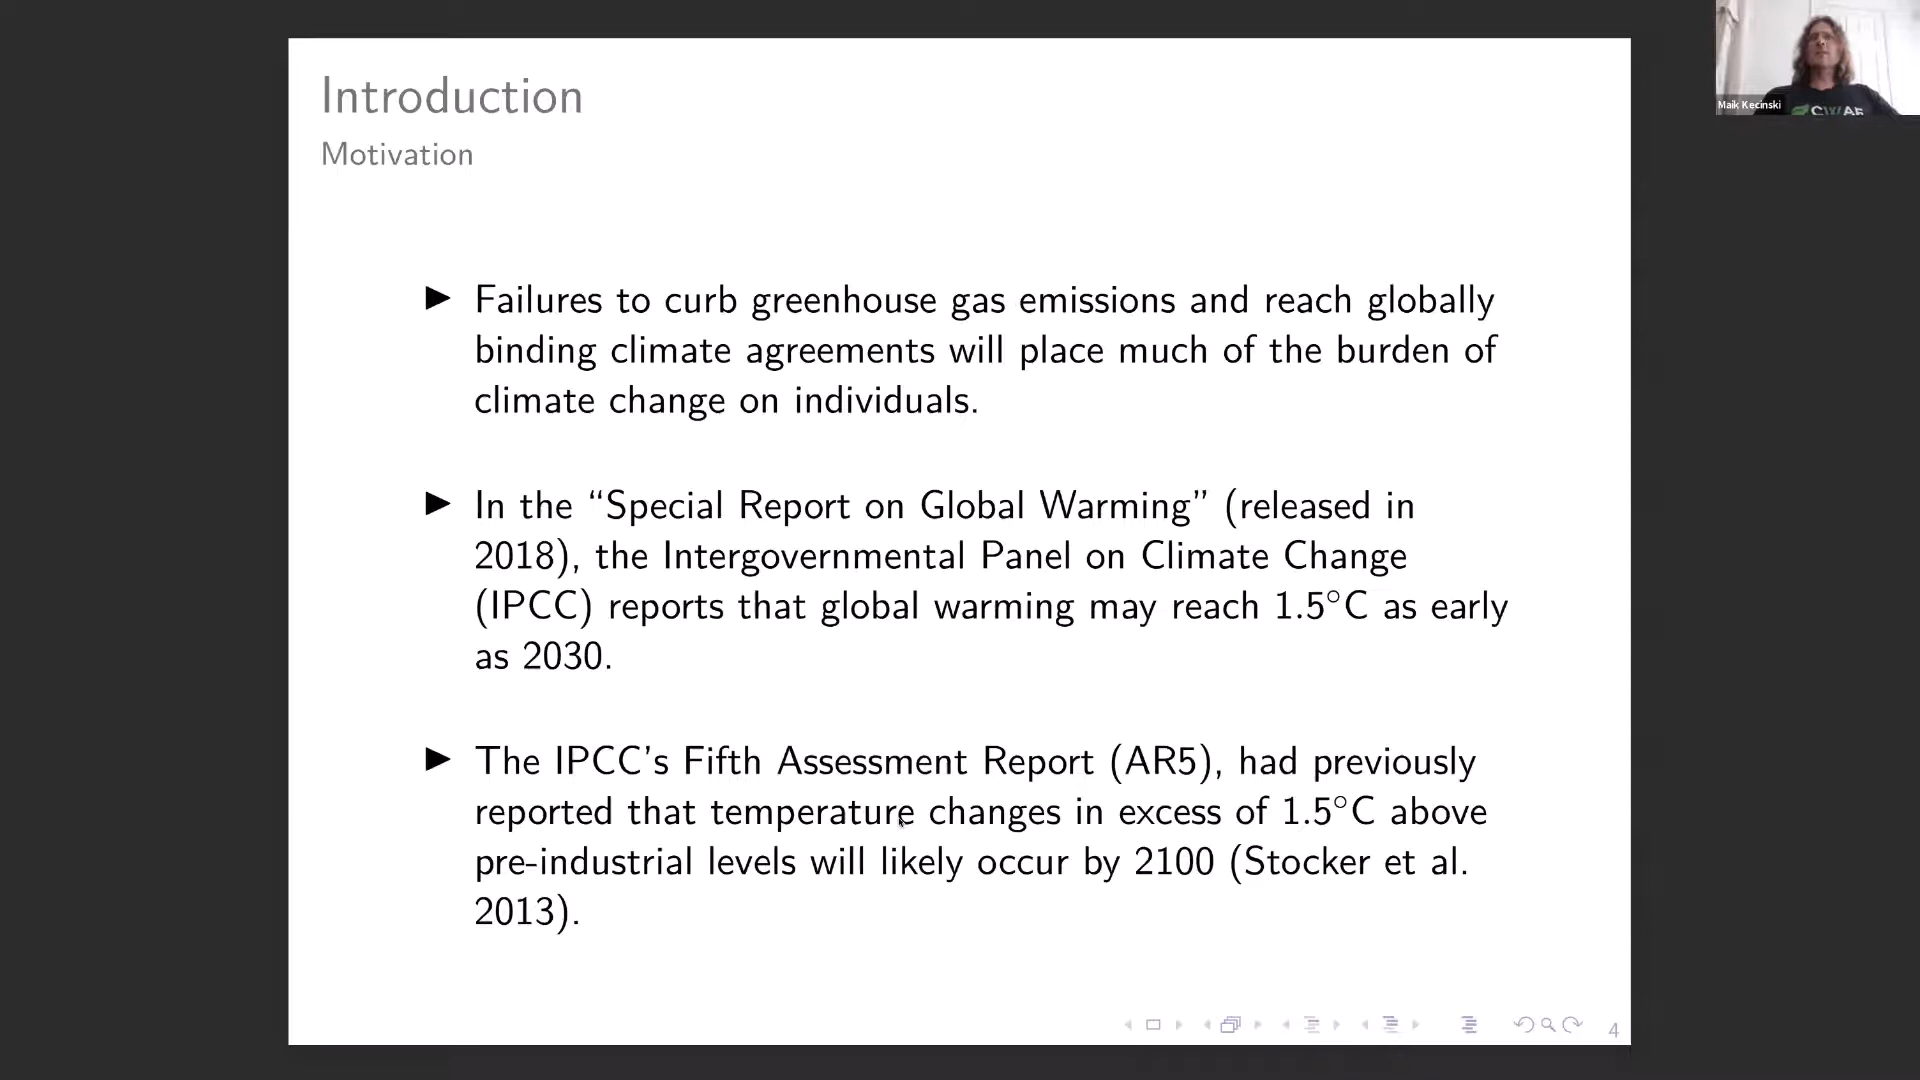 Introduction
Motivation
Failures to curb greenhouse gas emissions and reach globally
binding climate agreements will place much of the burden of
climate change on individuals.
In the “Special Report on Global Warming” (released in
2018), the Intergovernmental Panel on Climate Change
(IPCC) reports that global warming may reach 1.5°C as early
as 2030.
The IPCC’s Fifth Assessment Report (AR5), had previously
reported that temperature changes in excess of 1.5°C above
pre-industrial levels will likely occur by 2100 (Stocker et al.
2013).
4
Maik Kecinski